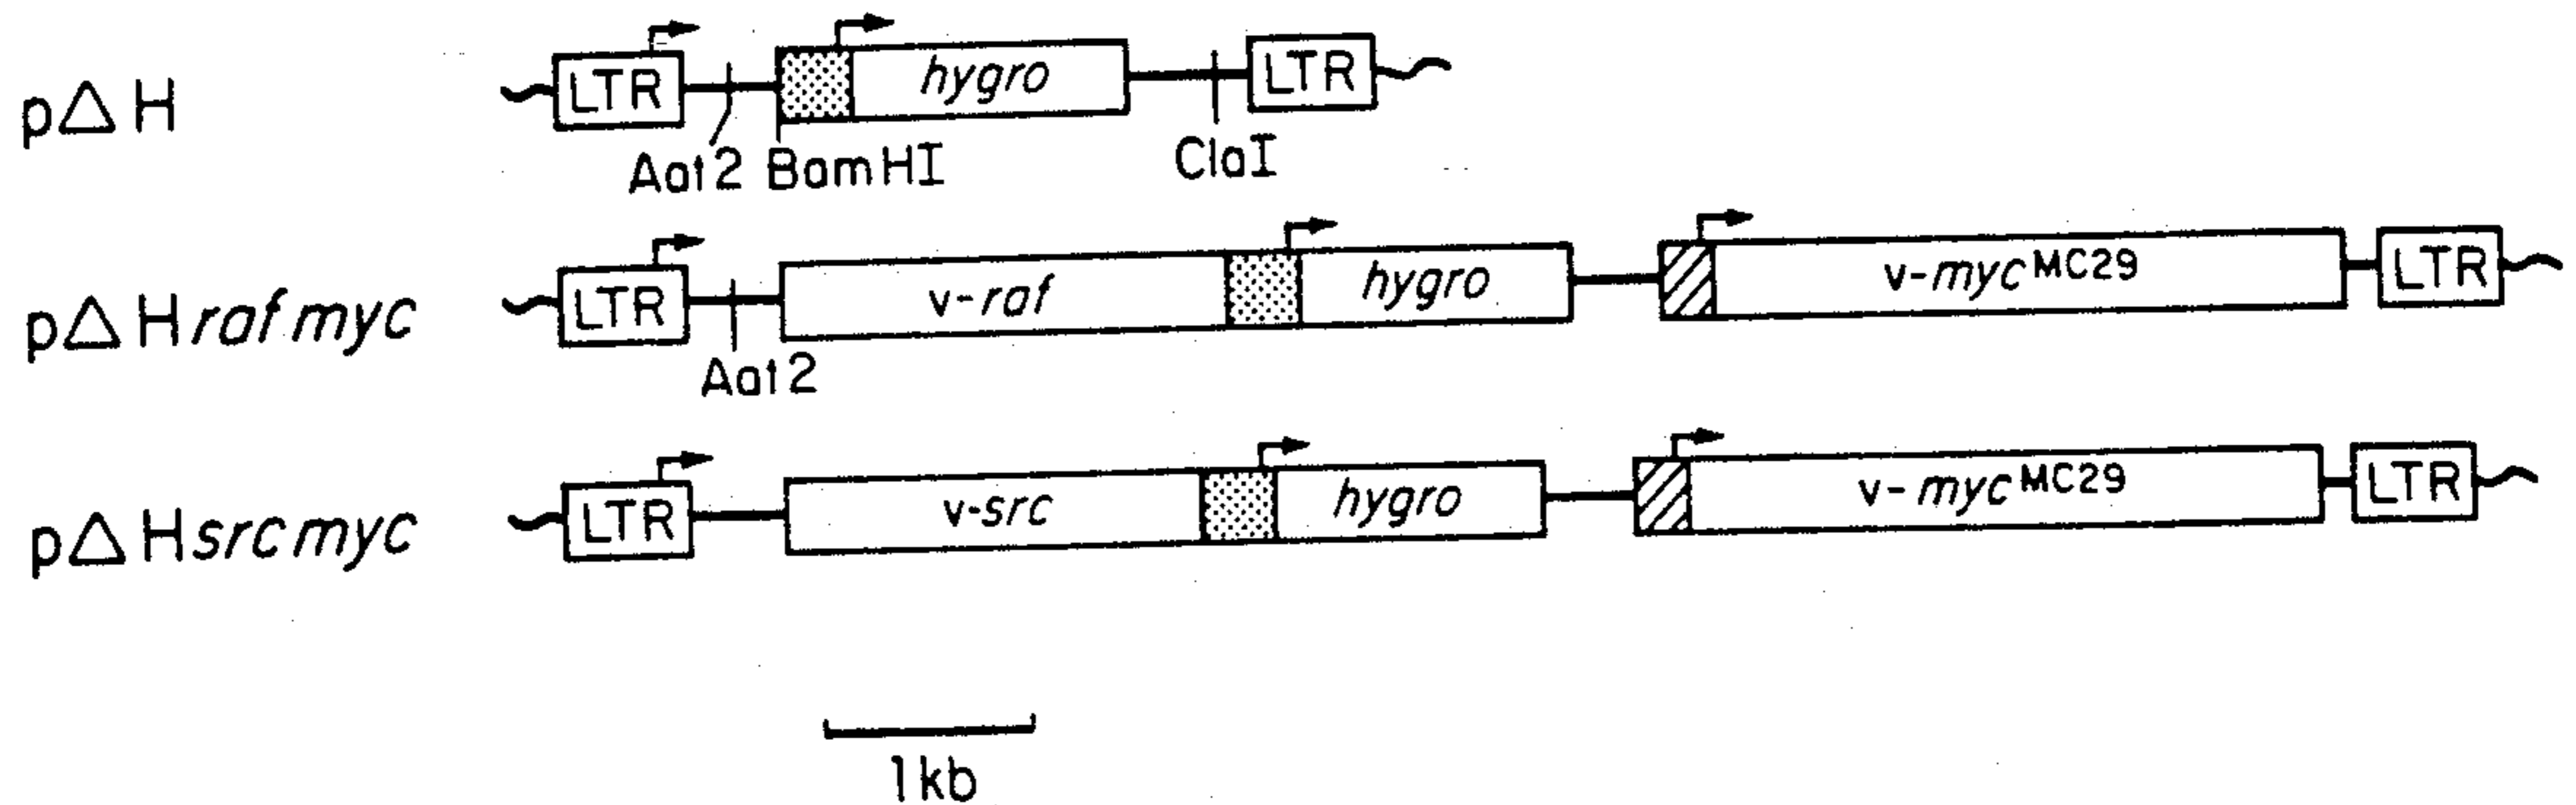 pΔH LTR hygro LTR
Aat2 BamHI ClaI
pΔHrafmyc LTR v-raf hygro v-mycMC29 LTR
Aat2
pΔHsrcmyc LTR v-src hygro v-mycMC29 LTR
1kb